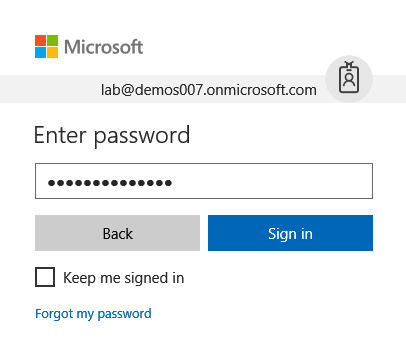 Microsoft
lab@demos007.onmicrosoft.com
Enter password
••••••••••••••
Back
Sign in
Keep me signed in
Forgot my password